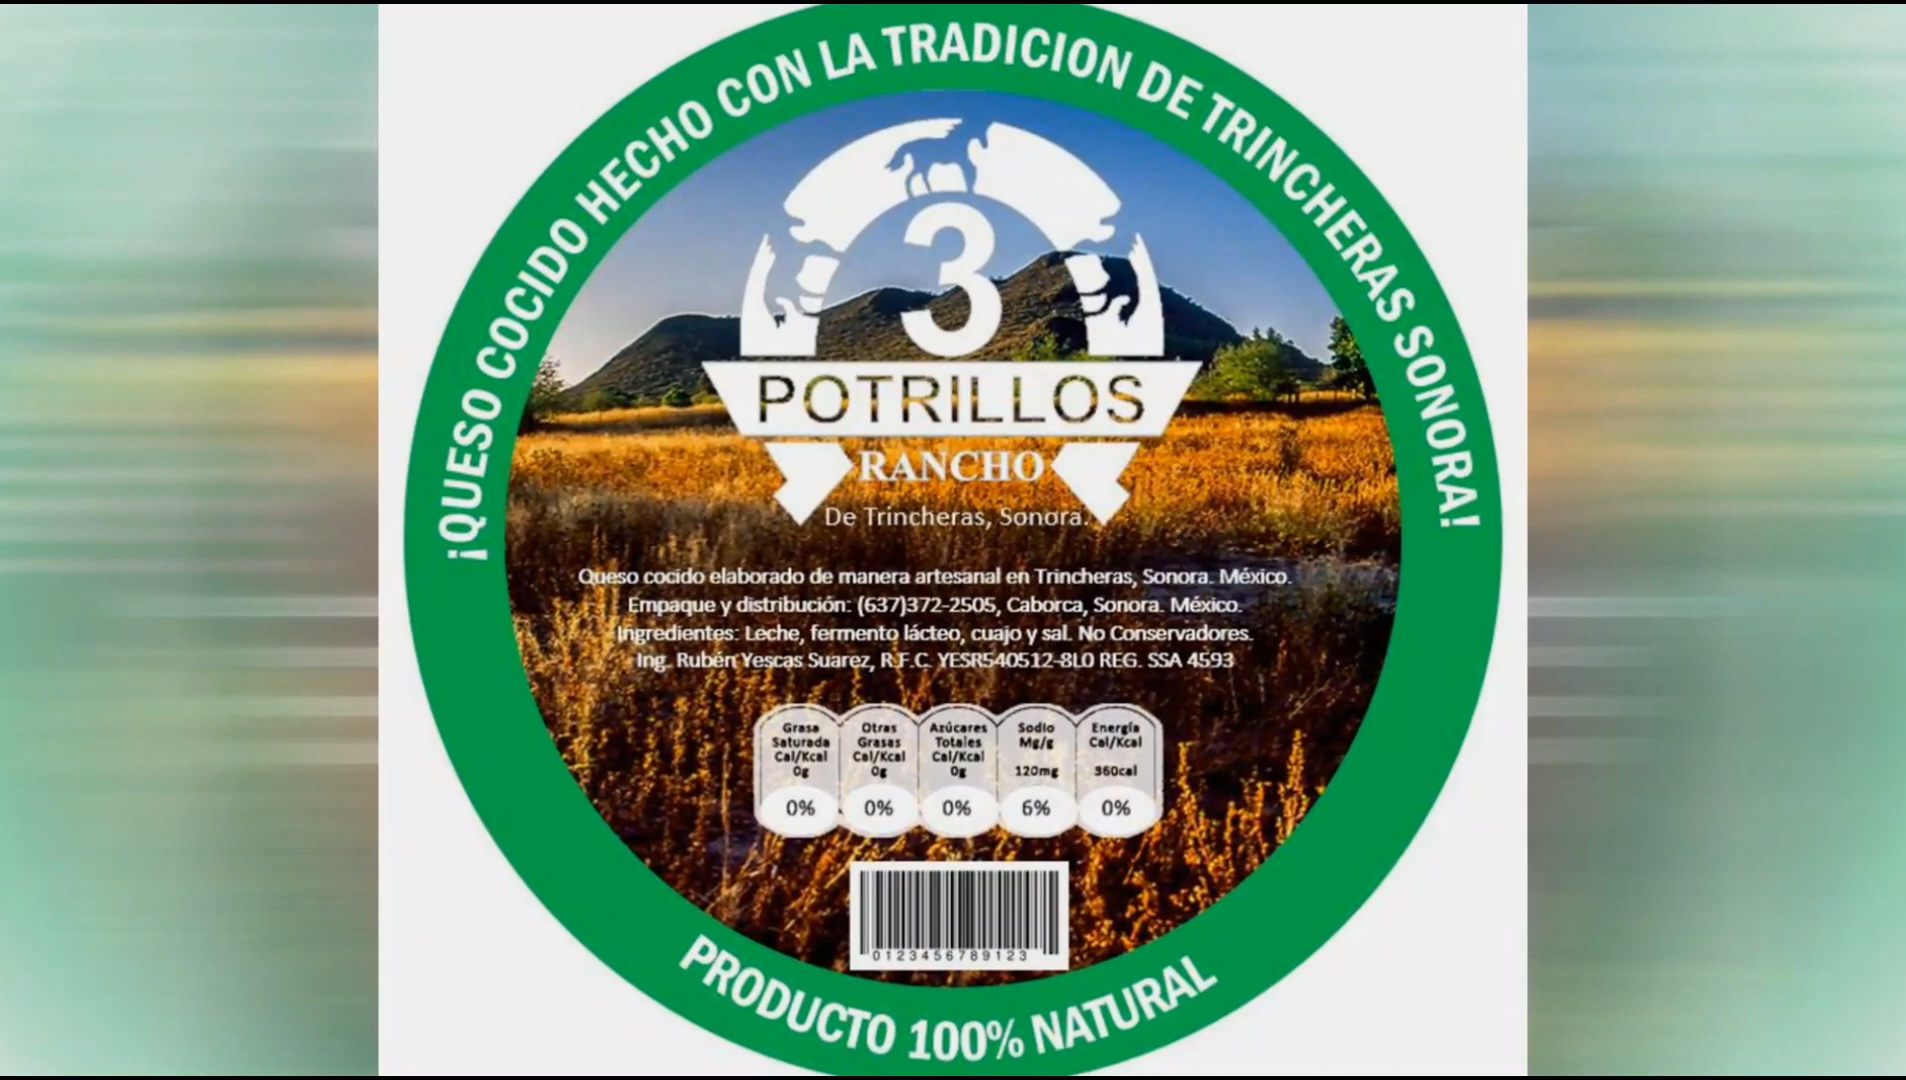 ¡QUESO COCIDO HECHO CON LA TRADICION DE TRINCHERAS SONORA!
3
POTRILLOS
RANCHO
De Trincheras, Sonora.
Queso cocido elaborado de manera artesanal en Trincheras, Sonora. México.
Empaque y distribución: (637)372-2505, Caborca, Sonora. México.
Ingredientes: Leche, fermento lácteo, cuajo y sal. No Conservadores.
Ing. Rubén Yescas Suarez, R.F.C. YESR540512-8L0 REG. SSA 4593
Grasa Saturada Cal/Kcal 0g 0%
Otras Grasas Cal/Kcal 0g 0%
Azúcares Totales Cal/Kcal 0g 0%
Sodio Mg/g 120mg 6%
Energía Cal/Kcal 360cal 0%
0123456789123
PRODUCTO 100% NATURAL